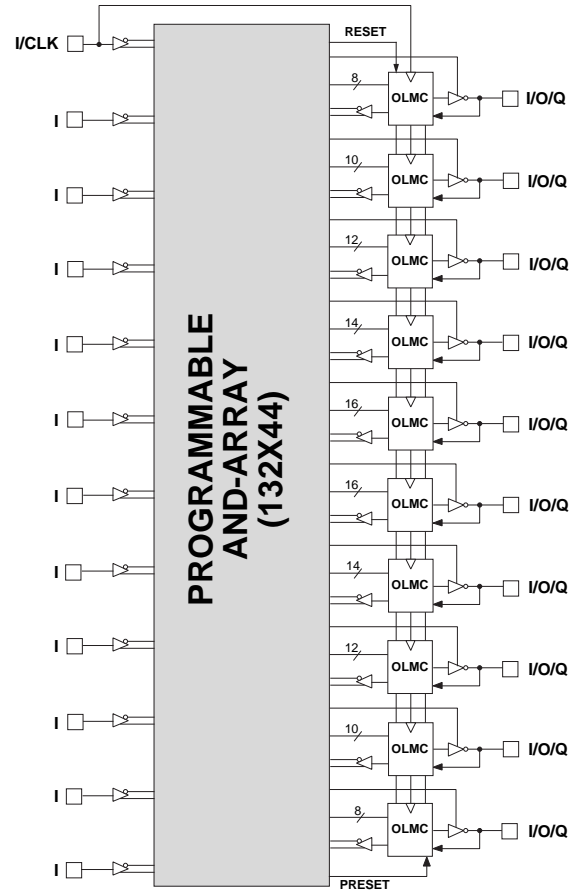 RESET
I/CLK
8
OLMC
I/O/Q
I
10
OLMC
I/O/Q
I
12
OLMC
I/O/Q
I
14
OLMC
I/O/Q
I
PROGRAMMABLE
AND-ARRAY
(132X44)
16
OLMC
I/O/Q
I
16
OLMC
I/O/Q
I
14
OLMC
I/O/Q
I
12
OLMC
I/O/Q
I
10
OLMC
I/O/Q
I
8
OLMC
I/O/Q
I
I
PRESET